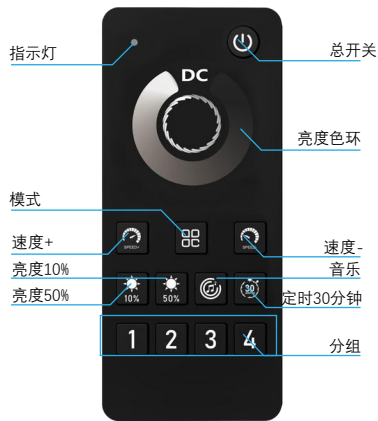 指示灯
总开关
DC
亮度色环
模式
速度+
SPEED+
SPEED-
速度-
亮度10%
音乐
亮度50%
10%
50%
30
定时30分钟
1 2 3 4
分组